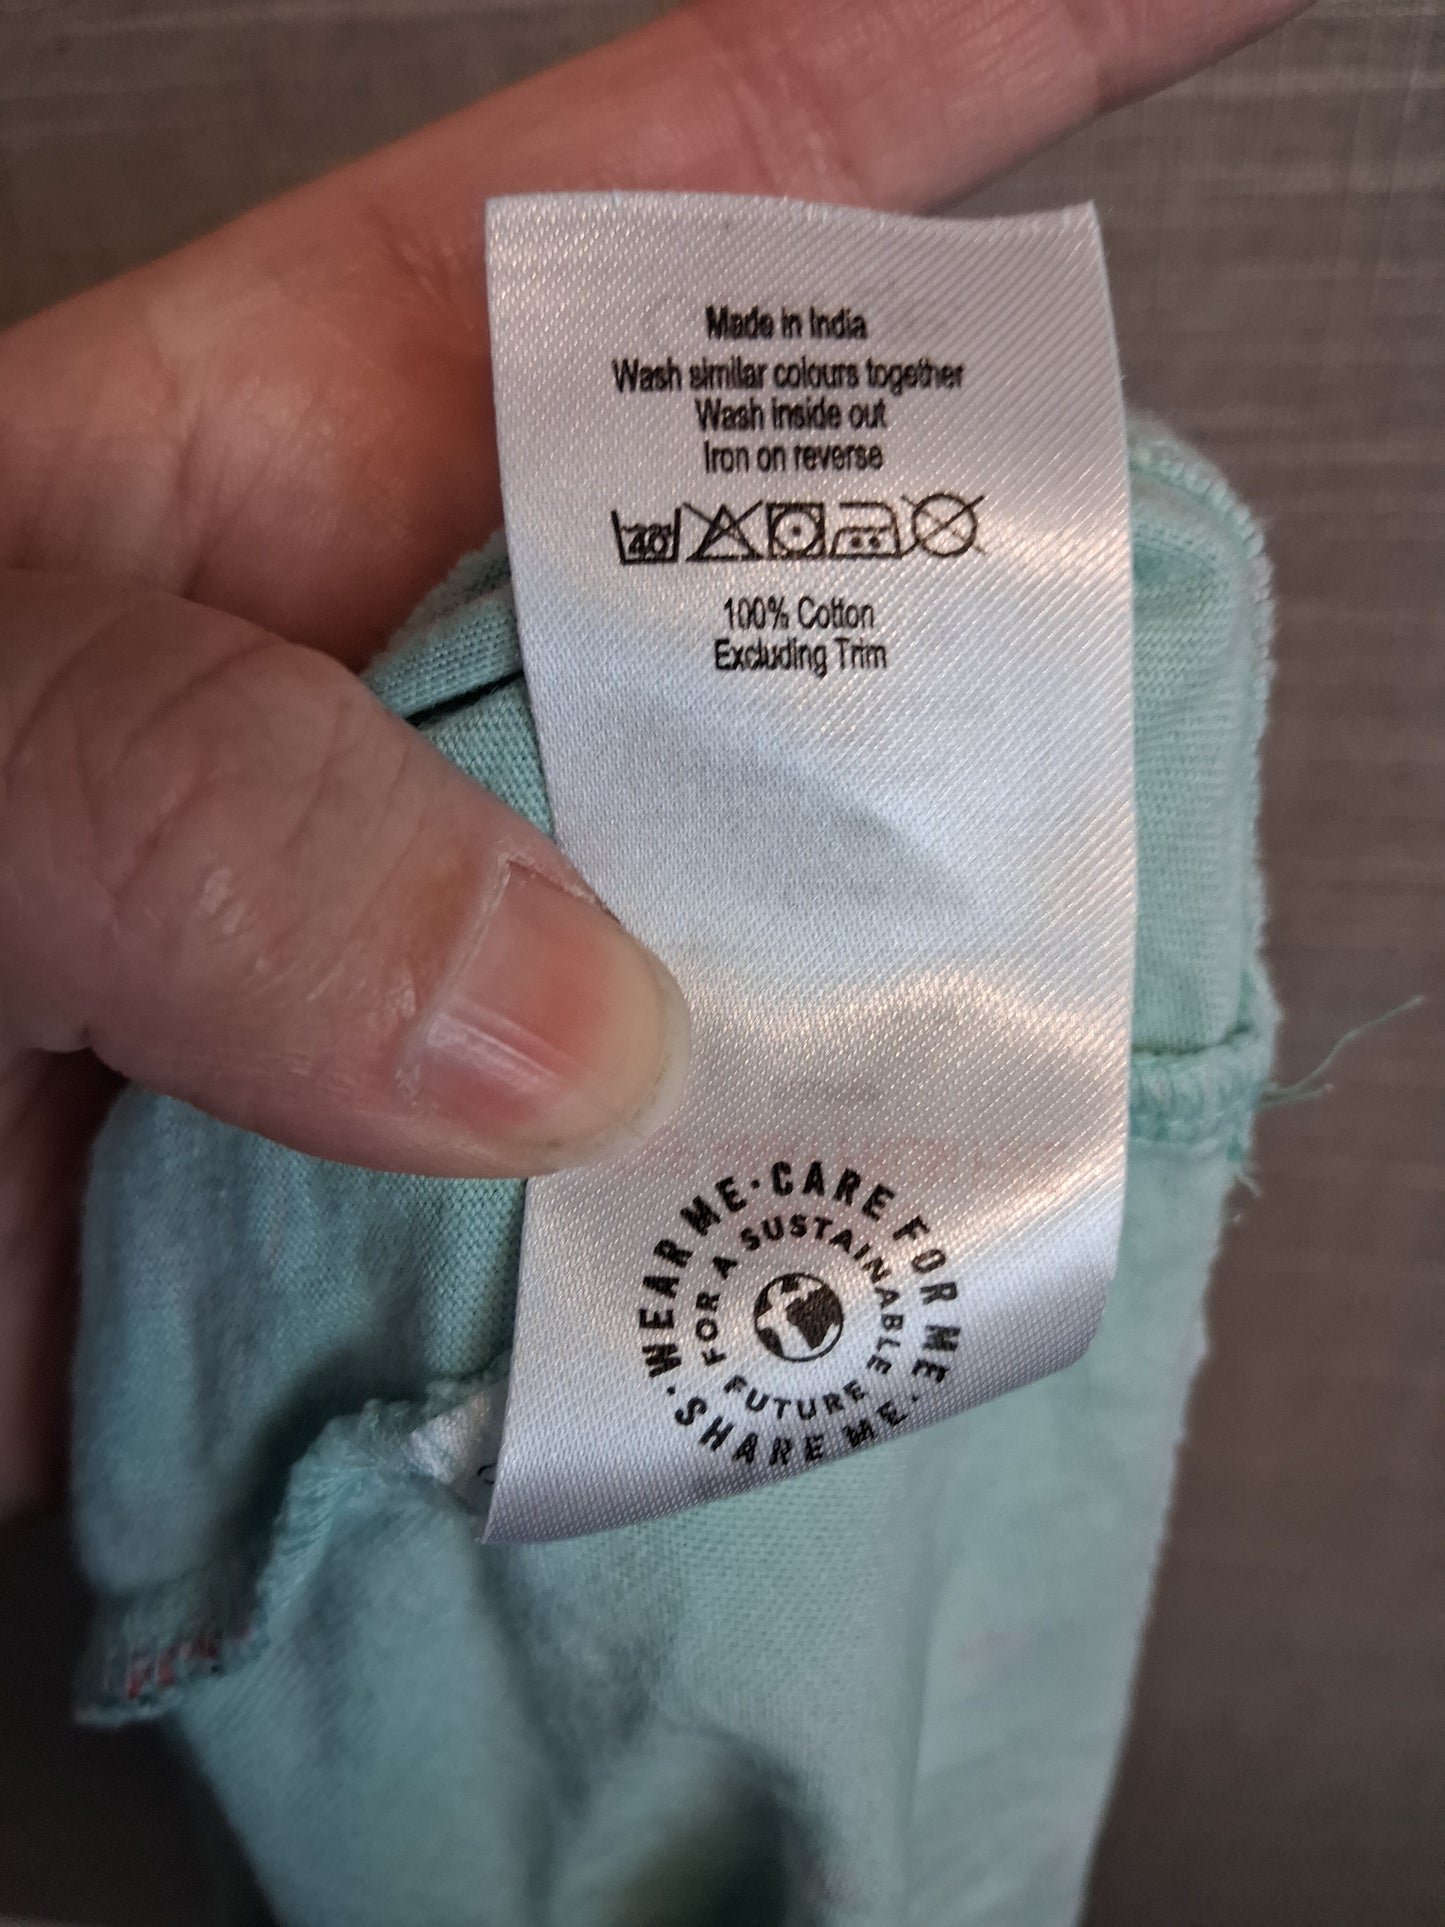 Made in India
Wash similar colours together
Wash inside out
Iron on reverse
40
100% Cotton
Excluding Trim
WEAR ME · CARE FOR ME · SHARE ME ·
FOR A SUSTAINABLE FUTURE